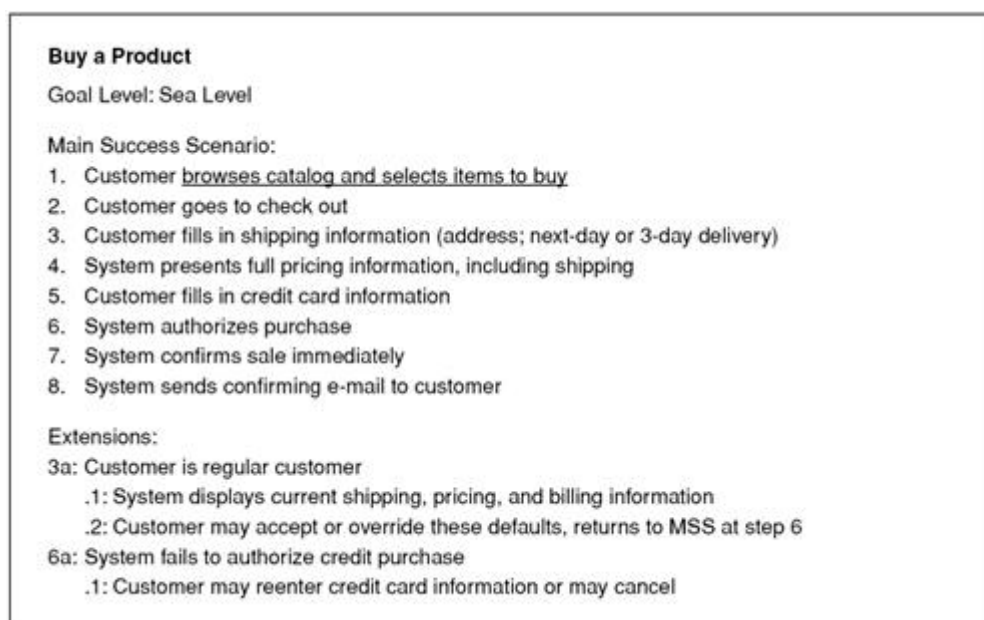 Buy a Product
Goal Level: Sea Level
Main Success Scenario:
1. Customer browses catalog and selects items to buy
2. Customer goes to check out
3. Customer fills in shipping information (address; next-day or 3-day delivery)
4. System presents full pricing information, including shipping
5. Customer fills in credit card information
6. System authorizes purchase
7. System confirms sale immediately
8. System sends confirming e-mail to customer
Extensions:
3a: Customer is regular customer
.1: System displays current shipping, pricing, and billing information
.2: Customer may accept or override these defaults, returns to MSS at step 6
6a: System fails to authorize credit purchase
.1: Customer may reenter credit card information or may cancel